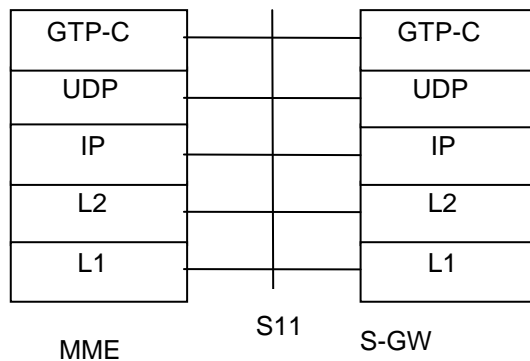 GTP-C GTP-C
UDP UDP
IP IP
L2 L2
L1 L1
MME S11 S-GW